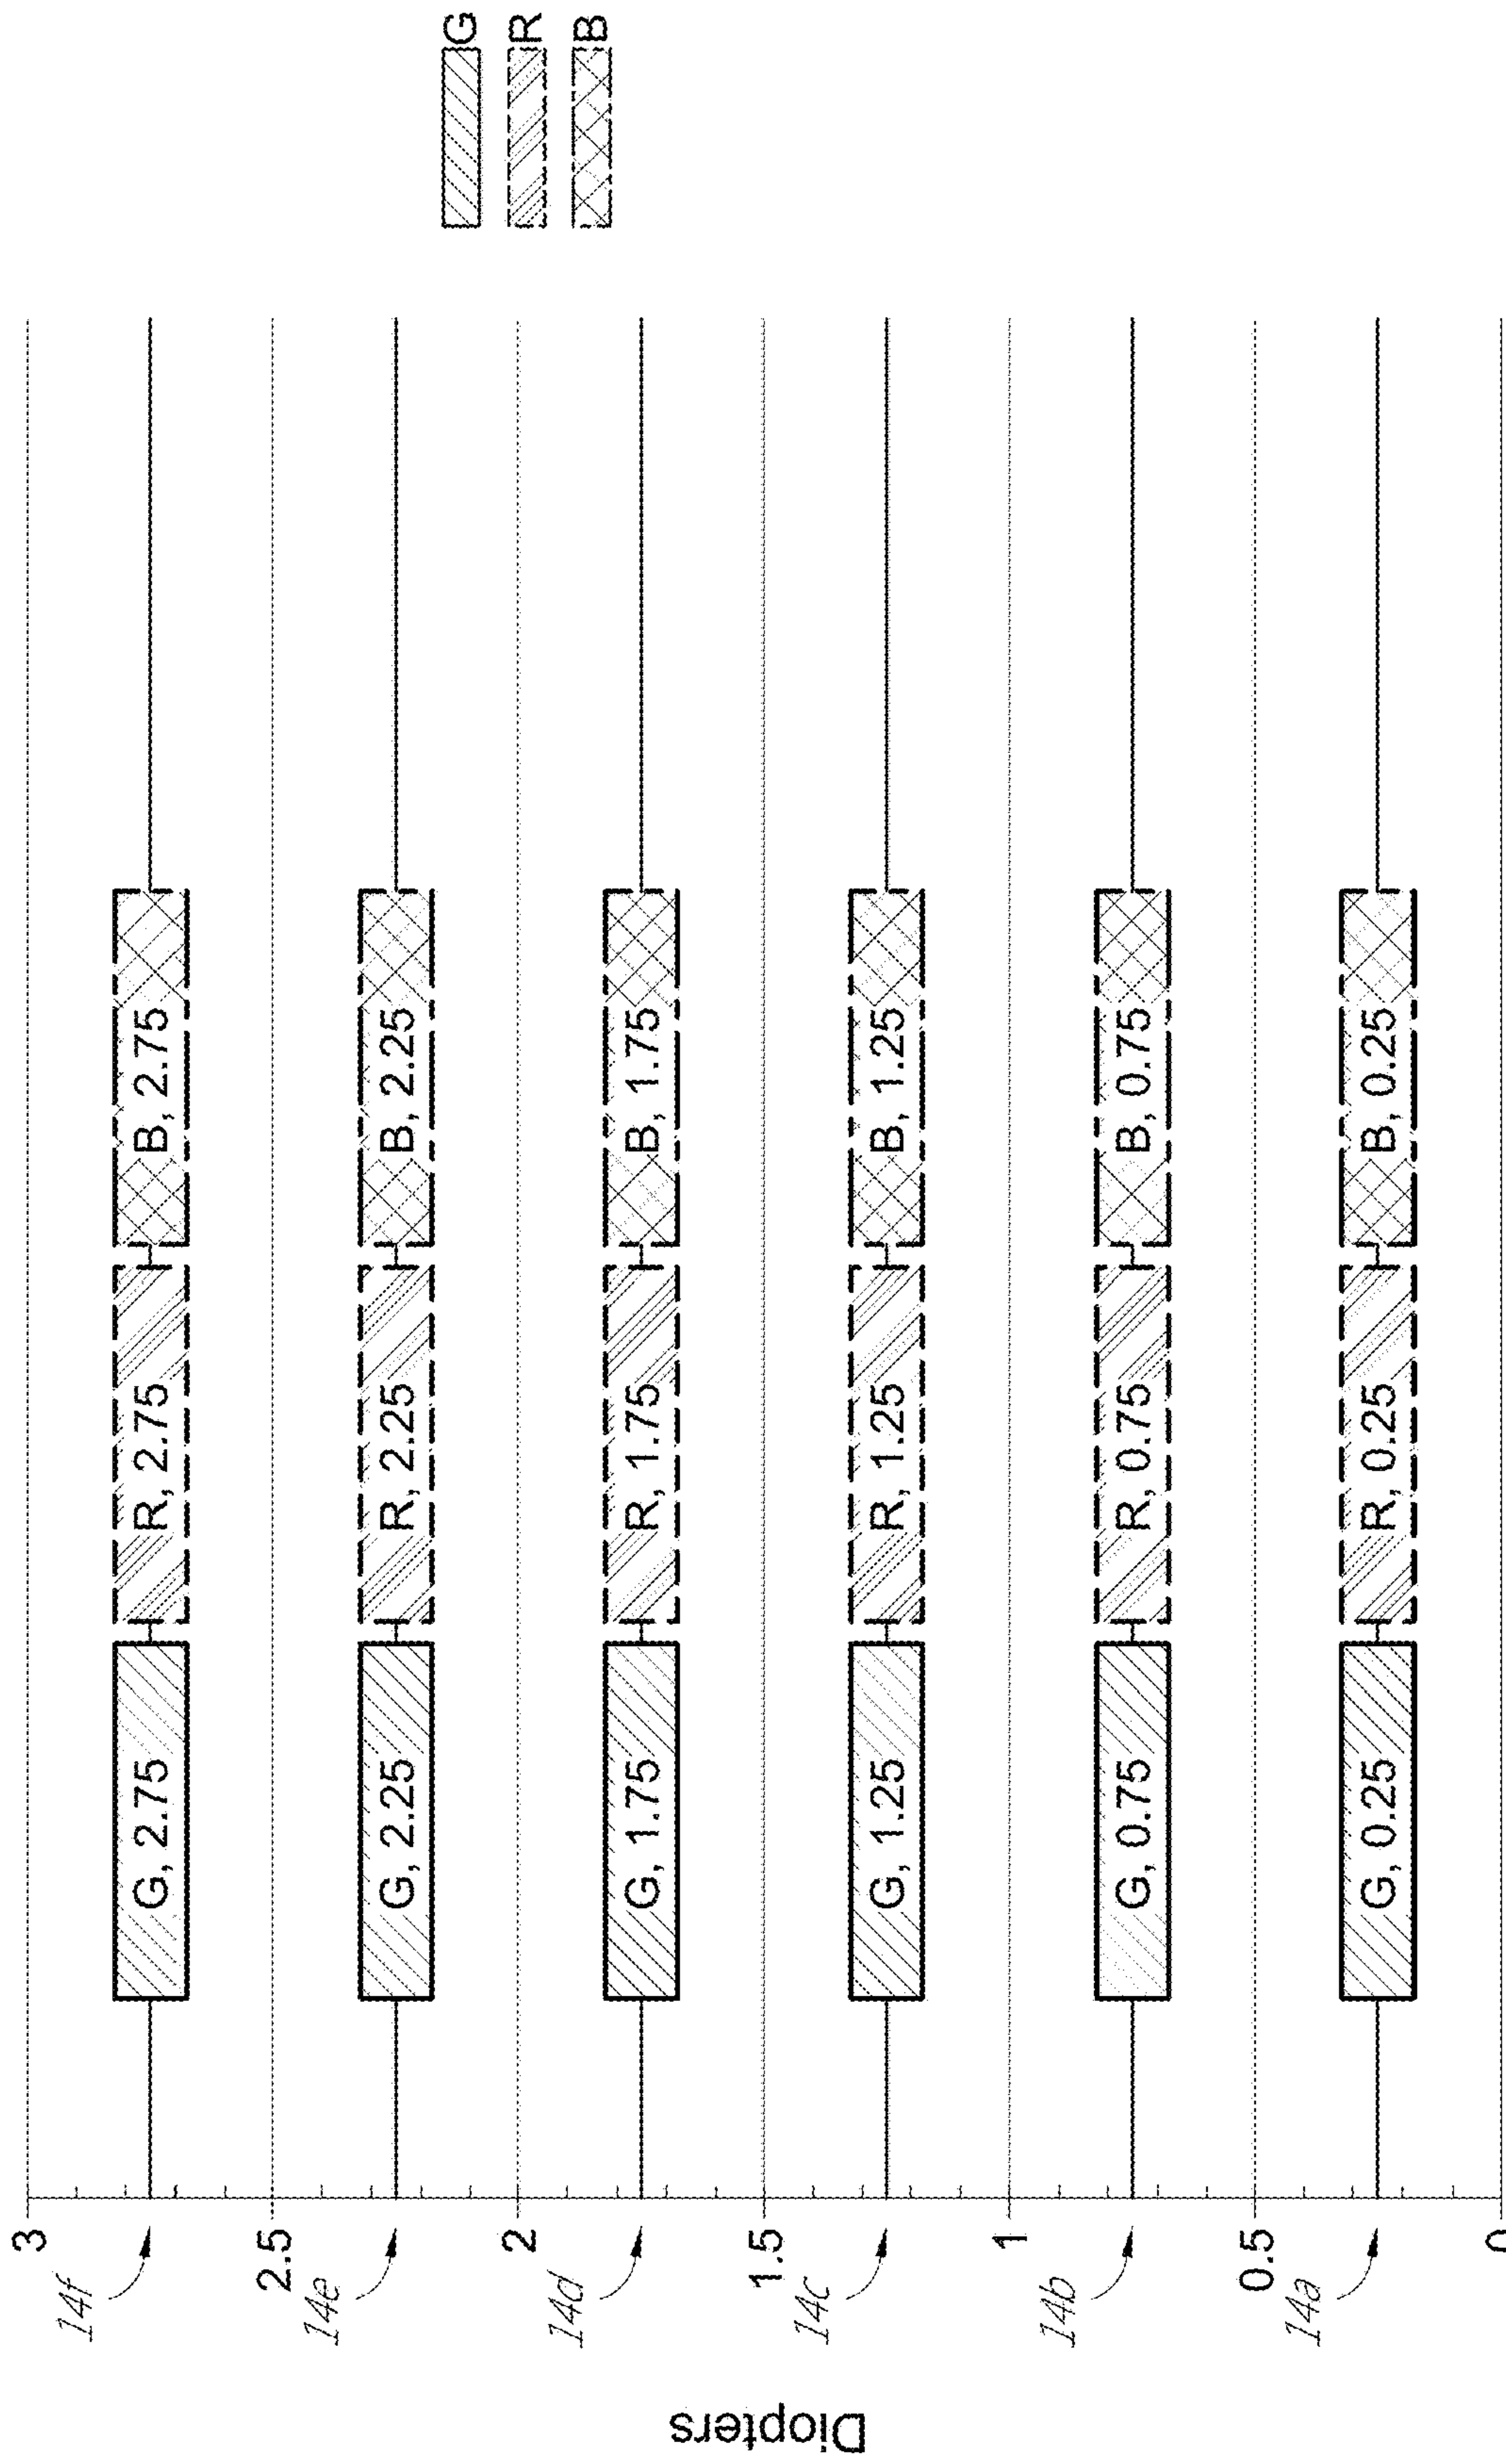 Diopters
3
14f
G, 2.75
R, 2.75
B, 2.75
2.5
14e
G, 2.25
R, 2.25
B, 2.25
2
14d
G, 1.75
R, 1.75
B, 1.75
1.5
14c
G, 1.25
R, 1.25
B, 1.25
1
14b
G, 0.75
R, 0.75
B, 0.75
0.5
14a
G, 0.25
R, 0.25
B, 0.25
0
G
R
B